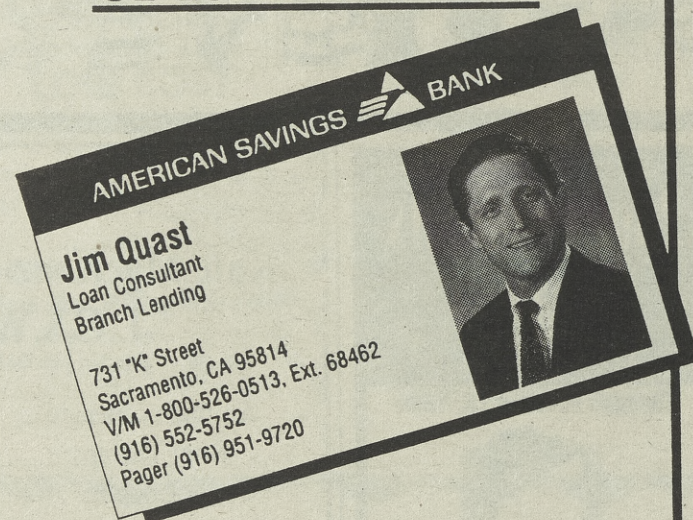 AMERICAN SAVINGS BANK
Jim Quast
Loan Consultant
Branch Lending
731 "K" Street
Sacramento, CA 95814
V/M 1-800-526-0513, Ext. 68462
(916) 552-5752
Pager (916) 951-9720